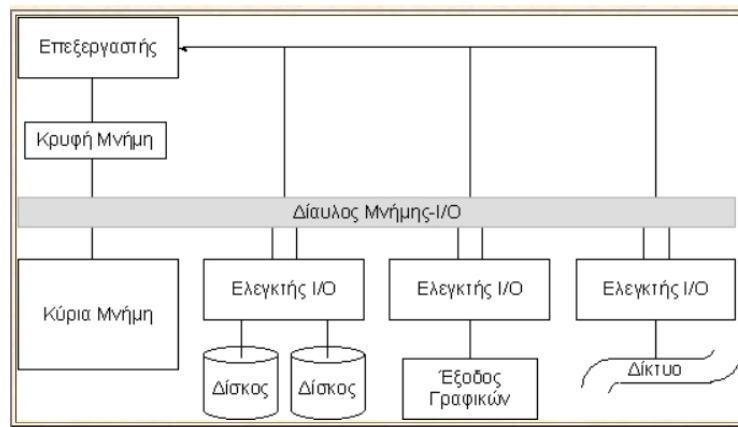 Επεξεργαστής
Κρυφή Μνήμη
Δίαυλος Μνήμης-I/O
Κύρια Μνήμη
Ελεγκτής I/O
Ελεγκτής I/O
Ελεγκτής I/O
Δίσκος
Δίσκος
Έξοδος
Γραφικών
Δίκτυο